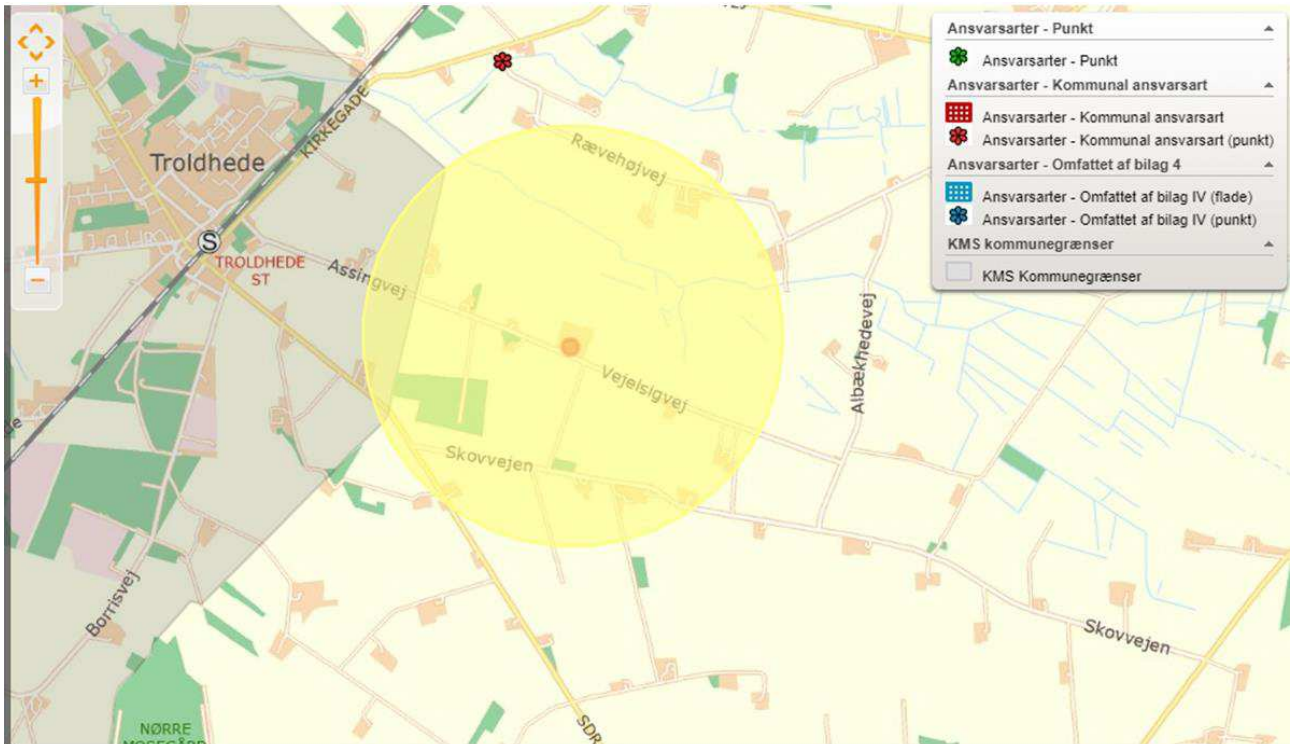 Ansvarsarter - Punkt
Ansvarsarter - Punkt
Ansvarsarter - Kommunal ansvarsart
Ansvarsarter - Kommunal ansvarsart
Ansvarsarter - Kommunal ansvarsart (punkt)
Ansvarsarter - Omfattet af bilag 4
Ansvarsarter - Omfattet af bilag IV (flade)
Ansvarsarter - Omfattet af bilag IV (punkt)
KMS kommunegrænser
KMS Kommunegrænser
KIRKEGADE
Troldhede
Rævehøjvej
S
TROLDHEDE
ST
Assingvej
Vejelsigvej
Albækhedevej
Skovvejen
Borrisvej
Skovvejen
SDR
NØRRE
MOSEGÅRD